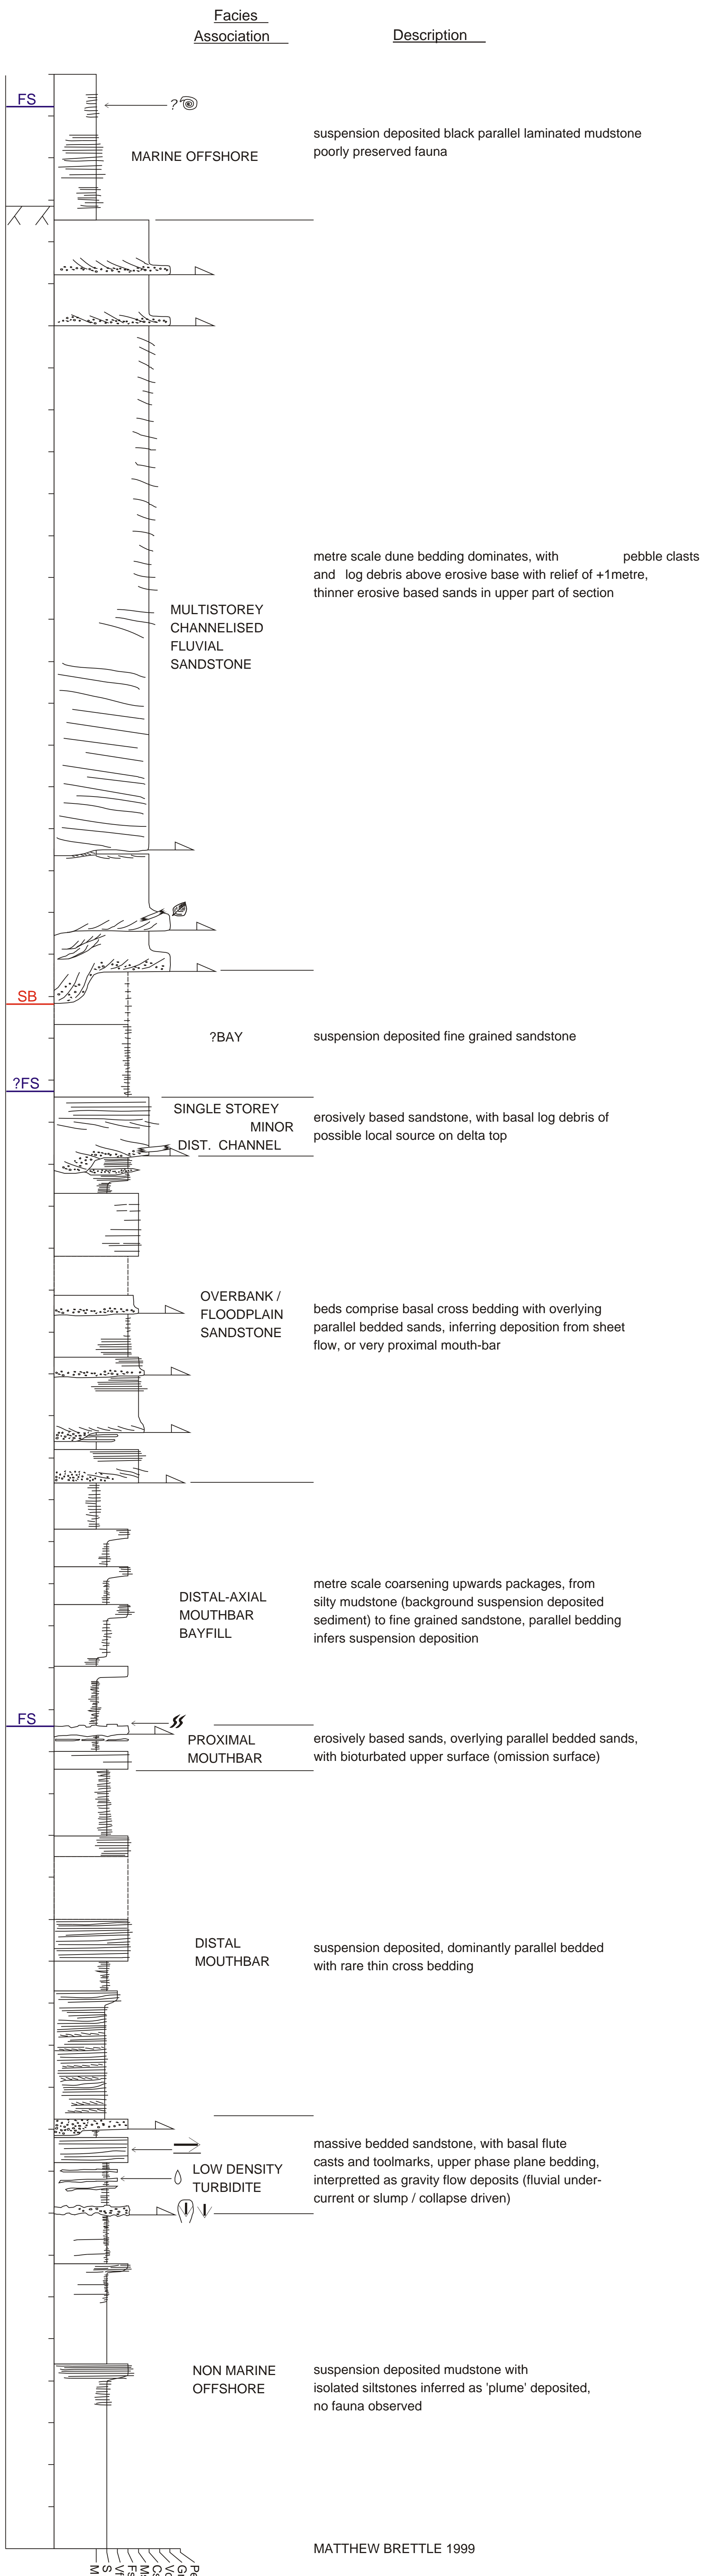 Facies
Association
Description
FS
?
MARINE OFFSHORE
suspension deposited black parallel laminated mudstone
poorly preserved fauna
MULTISTOREY
CHANNELISED
FLUVIAL
SANDSTONE
metre scale dune bedding dominates, with pebble clasts
and log debris above erosive base with relief of +1metre,
thinner erosive based sands in upper part of section
SB
?BAY
suspension deposited fine grained sandstone
?FS
SINGLE STOREY
MINOR
DIST. CHANNEL
erosively based sandstone, with basal log debris of
possible local source on delta top
OVERBANK /
FLOODPLAIN
SANDSTONE
beds comprise basal cross bedding with overlying
parallel bedded sands, inferring deposition from sheet
flow, or very proximal mouth-bar
DISTAL-AXIAL
MOUTHBAR
BAYFILL
metre scale coarsening upwards packages, from
silty mudstone (background suspension deposited
sediment) to fine grained sandstone, parallel bedding
infers suspension deposition
FS
PROXIMAL
MOUTHBAR
erosively based sands, overlying parallel bedded sands,
with bioturbated upper surface (omission surface)
DISTAL
MOUTHBAR
suspension deposited, dominantly parallel bedded
with rare thin cross bedding
LOW DENSITY
TURBIDITE
massive bedded sandstone, with basal flute
casts and toolmarks, upper phase plane bedding,
interpretted as gravity flow deposits (fluvial under-
current or slump / collapse driven)
NON MARINE
OFFSHORE
suspension deposited mudstone with
isolated siltstones inferred as 'plume' deposited,
no fauna observed
MATTHEW BRETTLE 1999
M
S